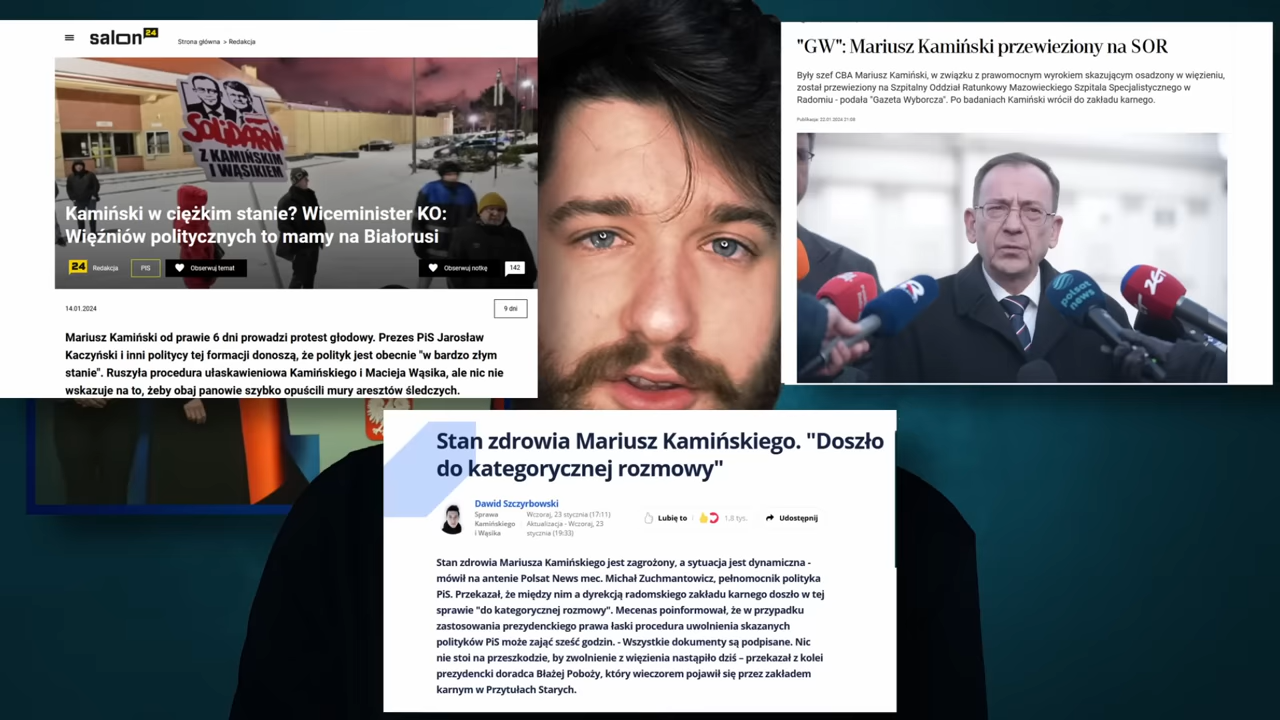 salon24
Strona główna > Redakcja
SOLIDARNI
Z KAMIŃSKIM
I WĄSIKIEM
Kamiński w ciężkim stanie? Wiceminister KO:
Więźniów politycznych to mamy na Białorusi
24 Redakcja PIS Obserwuj temat Obserwuj notkę 142
14.01.2024 9 dni
Mariusz Kamiński od prawie 6 dni prowadzi protest głodowy. Prezes PiS Jarosław
Kaczyński i inni politycy tej formacji donoszą, że polityk jest obecnie "w bardzo złym
stanie". Ruszyła procedura ułaskawieniowa Kamińskiego i Macieja Wąsika, ale nic nie
wskazuje na to, żeby obaj panowie szybko opuścili mury aresztów śledczych.
"GW": Mariusz Kamiński przewieziony na SOR
Były szef CBA Mariusz Kamiński, w związku z prawomocnym wyrokiem skazującym osadzony w więzieniu,
został przewieziony na Szpitalny Oddział Ratunkowy Mazowieckiego Szpitala Specjalistycznego w
Radomiu - podała "Gazeta Wyborcza". Po badaniach Kamiński wrócił do zakładu karnego.
Publikacja: 22.01.2024 21:08
polsat
news
Stan zdrowia Mariusz Kamińskiego. "Doszło
do kategorycznej rozmowy"
Dawid Szczyrbowski
Sprawa
Kamińskiego
i Wąsika
Wczoraj, 23 stycznia (17:11)
Aktualizacja - Wczoraj, 23
stycznia (19:33)
Lubię to 1,8 tys. Udostępnij
Stan zdrowia Mariusza Kamińskiego jest zagrożony, a sytuacja jest dynamiczna -
mówił na antenie Polsat News mec. Michał Zuchmantowicz, pełnomocnik polityka
PiS. Przekazał, że między nim a dyrekcją radomskiego zakładu karnego doszło w tej
sprawie "do kategorycznej rozmowy". Mecenas poinformował, że w przypadku
zastosowania prezydenckiego prawa łaski procedura uwolnienia skazanych
polityków PiS może zająć sześć godzin. - Wszystkie dokumenty są podpisane. Nic
nie stoi na przeszkodzie, by zwolnienie z więzienia nastąpiło dziś – przekazał z kolei
prezydencki doradca Błażej Poboży, który wieczorem pojawił się przez zakładem
karnym w Przytułach Starych.